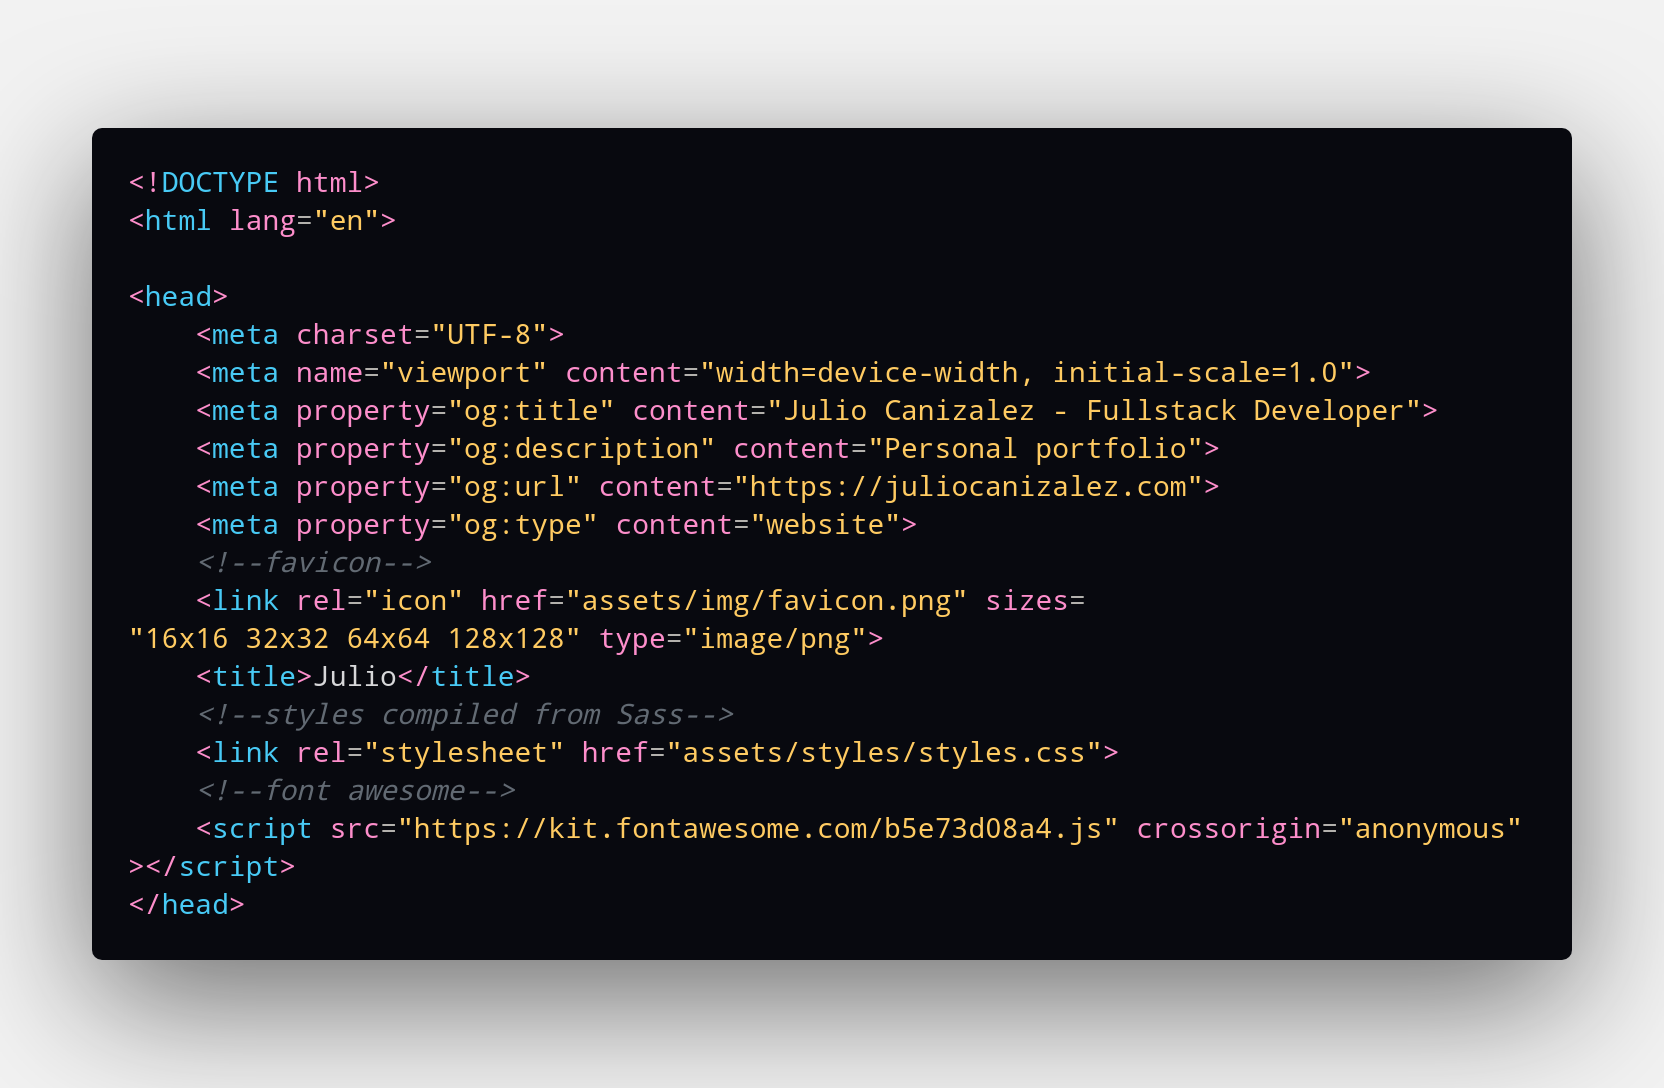 <!DOCTYPE html>
<html lang="en">

<head>
    <meta charset="UTF-8">
    <meta name="viewport" content="width=device-width, initial-scale=1.0">
    <meta property="og:title" content="Julio Canizalez - Fullstack Developer">
    <meta property="og:description" content="Personal portfolio">
    <meta property="og:url" content="https://juliocanizalez.com">
    <meta property="og:type" content="website">
    <!--favicon-->
    <link rel="icon" href="assets/img/favicon.png" sizes=
"16x16 32x32 64x64 128x128" type="image/png">
    <title>Julio</title>
    <!--styles compiled from Sass-->
    <link rel="stylesheet" href="assets/styles/styles.css">
    <!--font awesome-->
    <script src="https://kit.fontawesome.com/b5e73d08a4.js" crossorigin="anonymous"
></script>
</head>